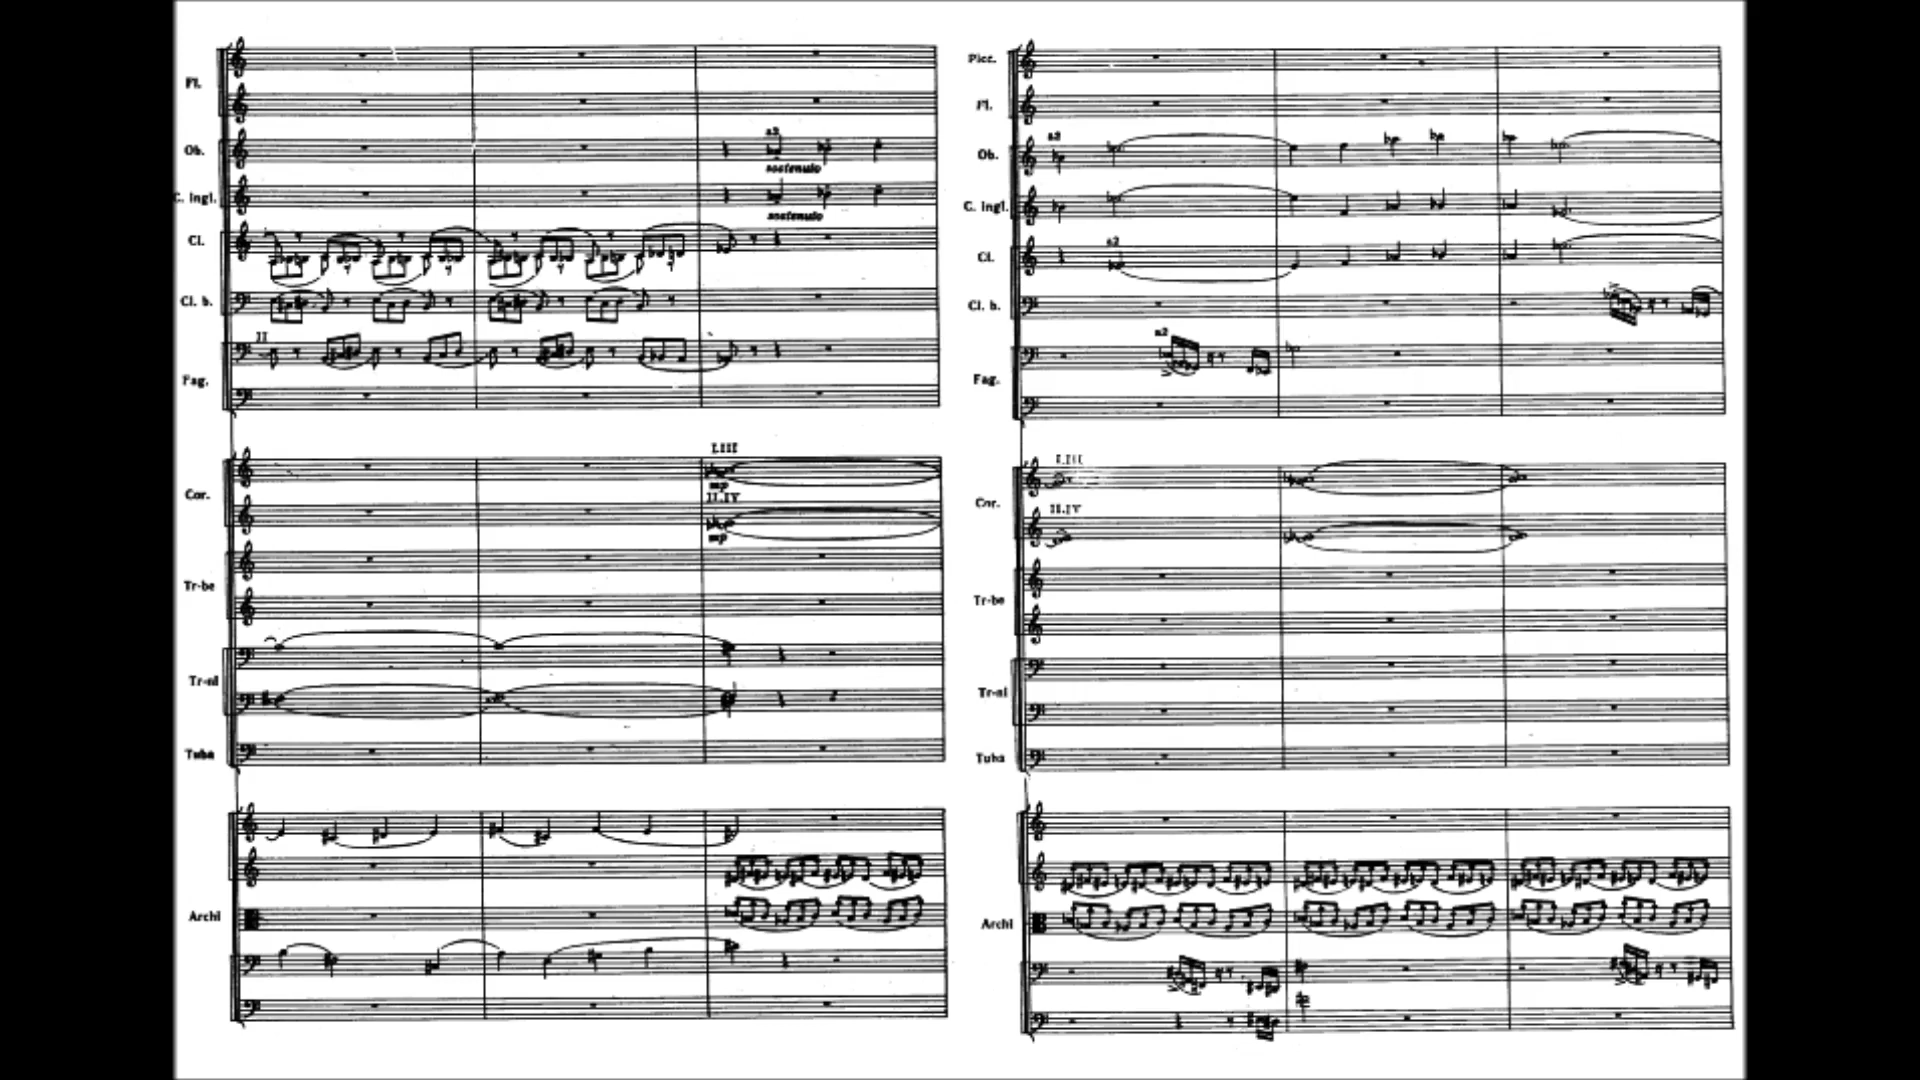 Fl.
a2
Ob.
sostenuto
C. Ingl.
sostenuto
Cl.
Cl. b.
II
Fag.
I.III
mp
Cor.
II.IV
mp
Tr-be
Tr-ni
Tuba
Archi
Picc.
Fl.
a2
Ob.
C. Ingl.
a2
Cl.
Cl. b.
a2
Fag.
I.III
Cor.
II.IV
Tr-be
Tr-ni
Tuba
Archi